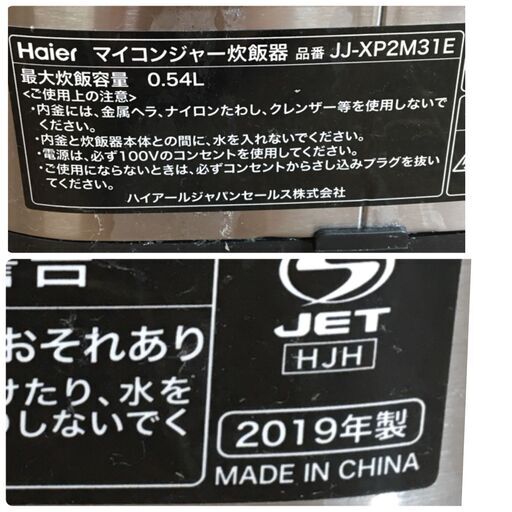 Haier マイコンジャー炊飯器 品番 JJ-XP2M31E
最大炊飯容量 0.54L
<ご使用上の注意>
・内釜には、金属ヘラ、ナイロンたわし、クレンザー等を使用しないで
ください。
・内釜と炊飯器本体との間に、水を入れないでください。
・電源は、必ず100Vのコンセントを使用してください。
・ご使用にならないときは、必ずコンセントからさし込みプラグを抜い
てください。
ハイアールジャパンセールス株式会社
おそれあり
けたり、水を
しないでく
JET
HJH
2019年製
MADE IN CHINA